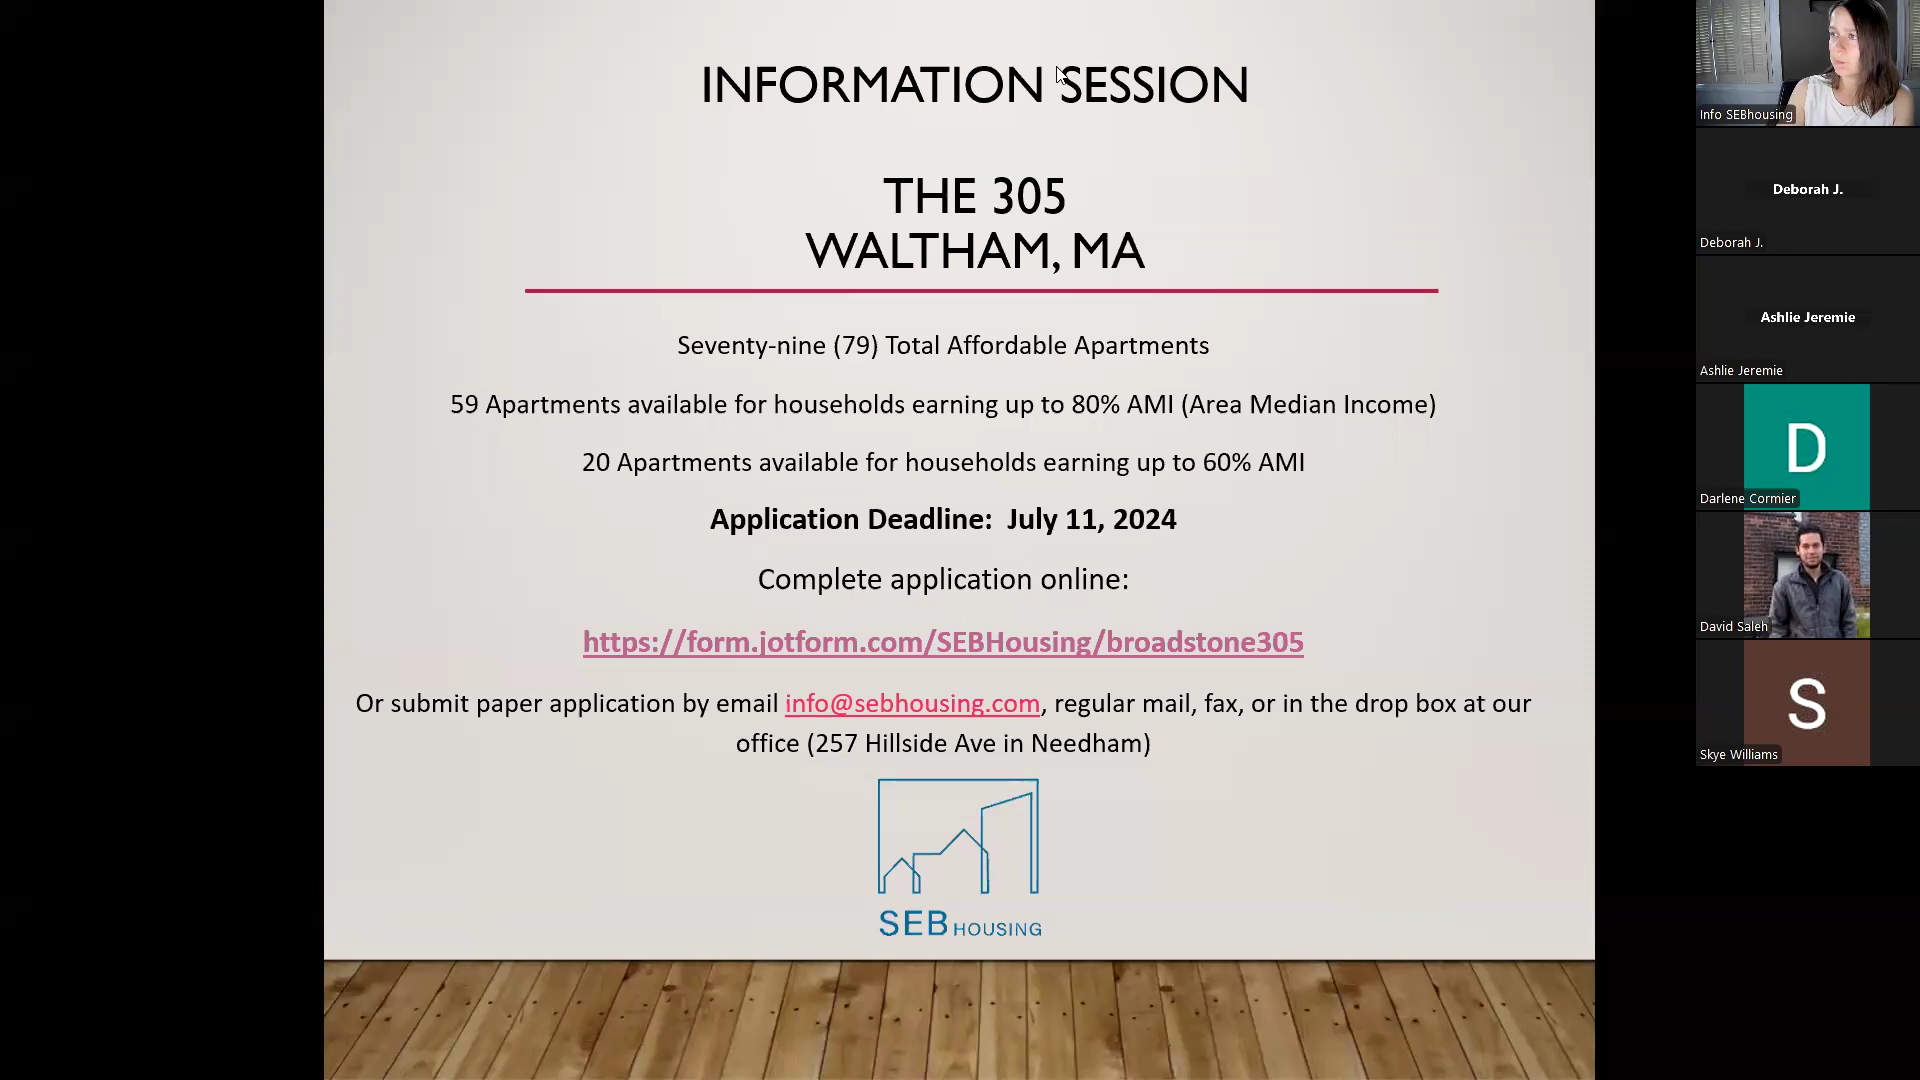 INFORMATION SESSION
THE 305
WALTHAM, MA
Seventy-nine (79) Total Affordable Apartments
59 Apartments available for households earning up to 80% AMI (Area Median Income)
20 Apartments available for households earning up to 60% AMI
Application Deadline: July 11, 2024
Complete application online:
https://form.jotform.com/SEBHousing/broadstone305
Or submit paper application by email info@sebhousing.com, regular mail, fax, or in the drop box at our
office (257 Hillside Ave in Needham)
SEB HOUSING
Info SEBhousing
Deborah J.
Deborah J.
Ashlie Jeremie
Ashlie Jeremie
D
Darlene Cormier
David Saleh
S
Skye Williams